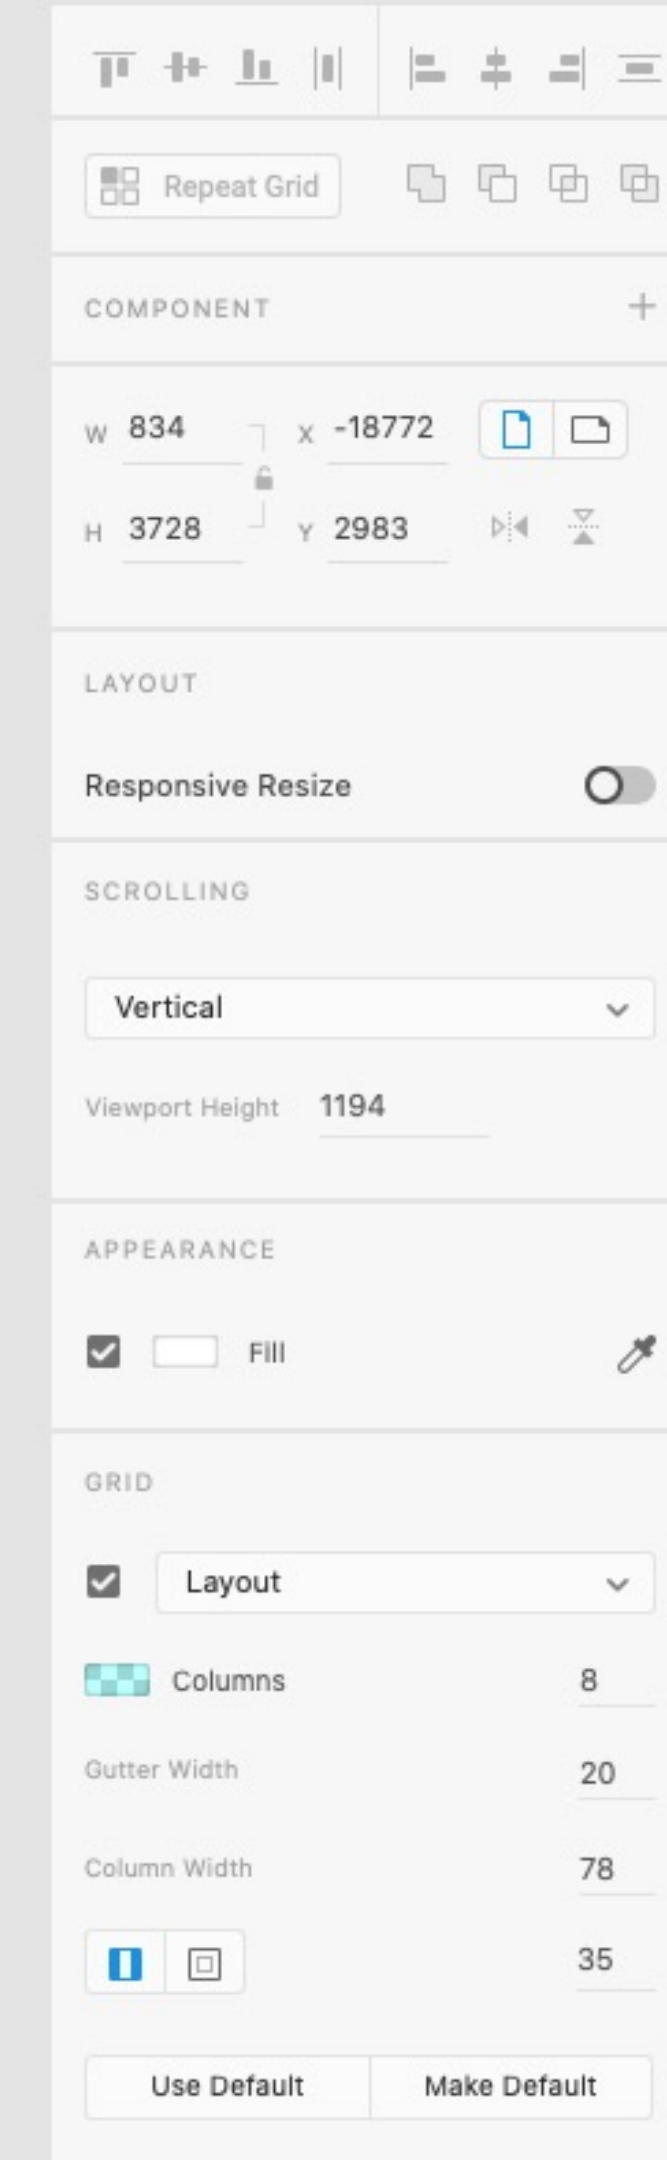 Repeat Grid
COMPONENT
W 834 X -18772
H 3728 Y 2983
LAYOUT
Responsive Resize
SCROLLING
Vertical
Viewport Height 1194
APPEARANCE
Fill
GRID
Layout
Columns 8
Gutter Width 20
Column Width 78
35
Use Default Make Default